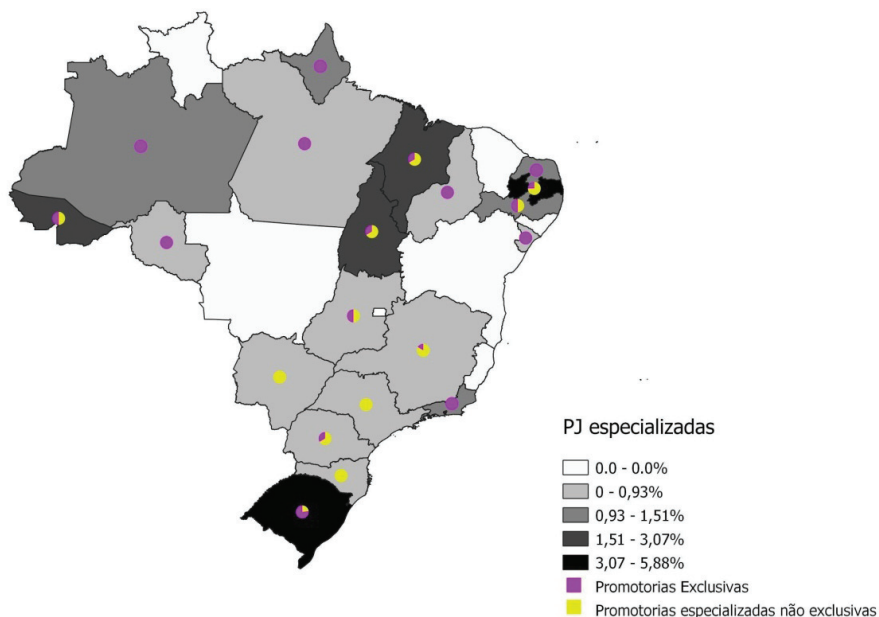 PJ especializadas
0.0 - 0.0%
0 - 0,93%
0,93 - 1,51%
1,51 - 3,07%
3,07 - 5,88%
Promotorias Exclusivas
Promotorias especializadas não exclusivas